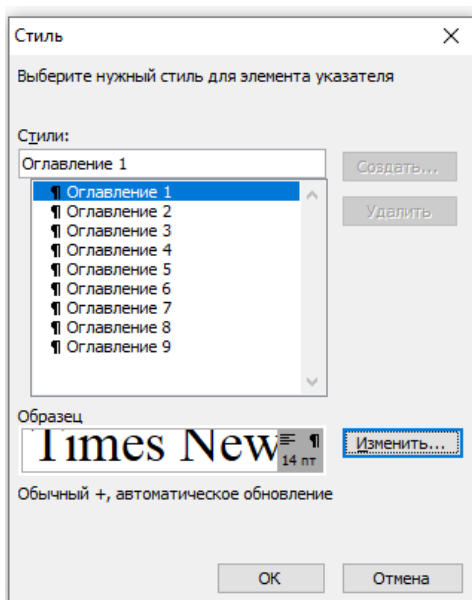 Стиль
Выберите нужный стиль для элемента указателя
Стили:
Оглавление 1
Создать...
¶ Оглавление 1
¶ Оглавление 2
Удалить
¶ Оглавление 3
¶ Оглавление 4
¶ Оглавление 5
¶ Оглавление 6
¶ Оглавление 7
¶ Оглавление 8
¶ Оглавление 9
Образец
Times New ¶
14 пт
Изменить...
Обычный +, автоматическое обновление
OK Отмена